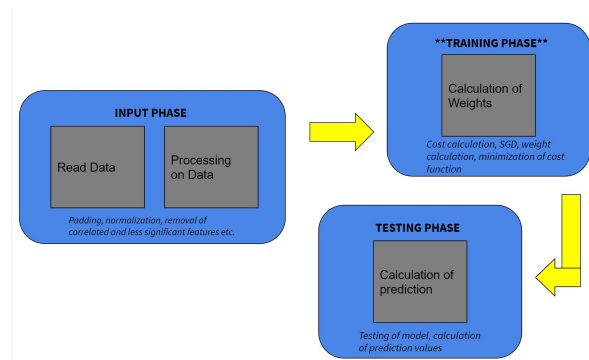 INPUT PHASE
Read Data
Processing
on Data
Padding, normalization, removal of
correlated and less significant features etc.
**TRAINING PHASE**
Calculation of
Weights
Cost calculation, SGD, weight
calculation, minimization of cost
function
TESTING PHASE
Calculation of
prediction
Testing of model, calculation
of prediction values